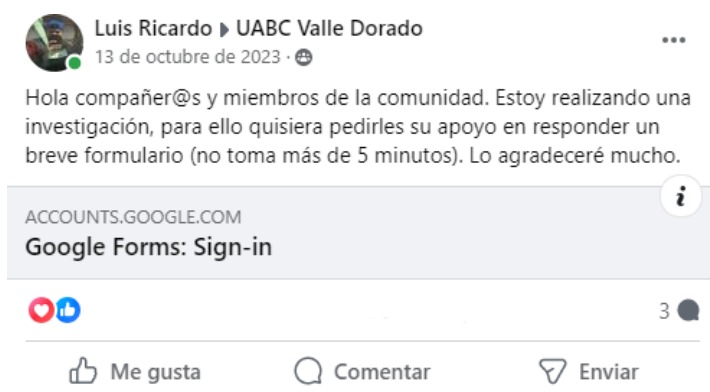 Luis Ricardo UABC Valle Dorado
13 de octubre de 2023 ·
Hola compañer@s y miembros de la comunidad. Estoy realizando una
investigación, para ello quisiera pedirles su apoyo en responder un
breve formulario (no toma más de 5 minutos). Lo agradeceré mucho.
ACCOUNTS.GOOGLE.COM
Google Forms: Sign-in
3
Me gusta Comentar Enviar